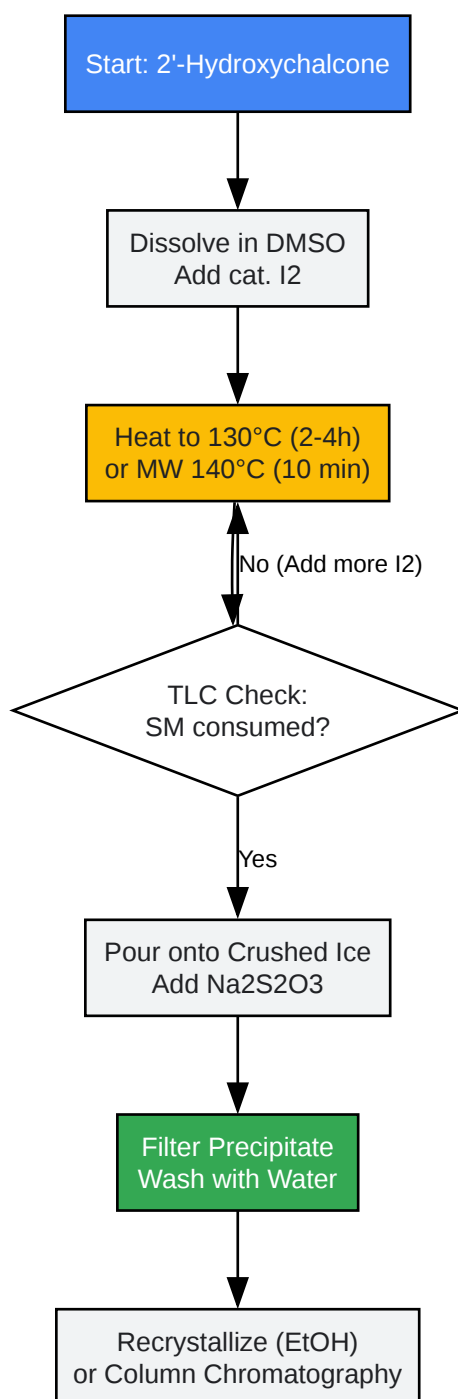 Start: 2'-Hydroxychalcone
Dissolve in DMSO
Add cat. I2
Heat to 130°C (2-4h)
or MW 140°C (10 min)
No (Add more I2)
TLC Check:
SM consumed?
Yes
Pour onto Crushed Ice
Add Na2S2O3
Filter Precipitate
Wash with Water
Recrystallize (EtOH)
or Column Chromatography